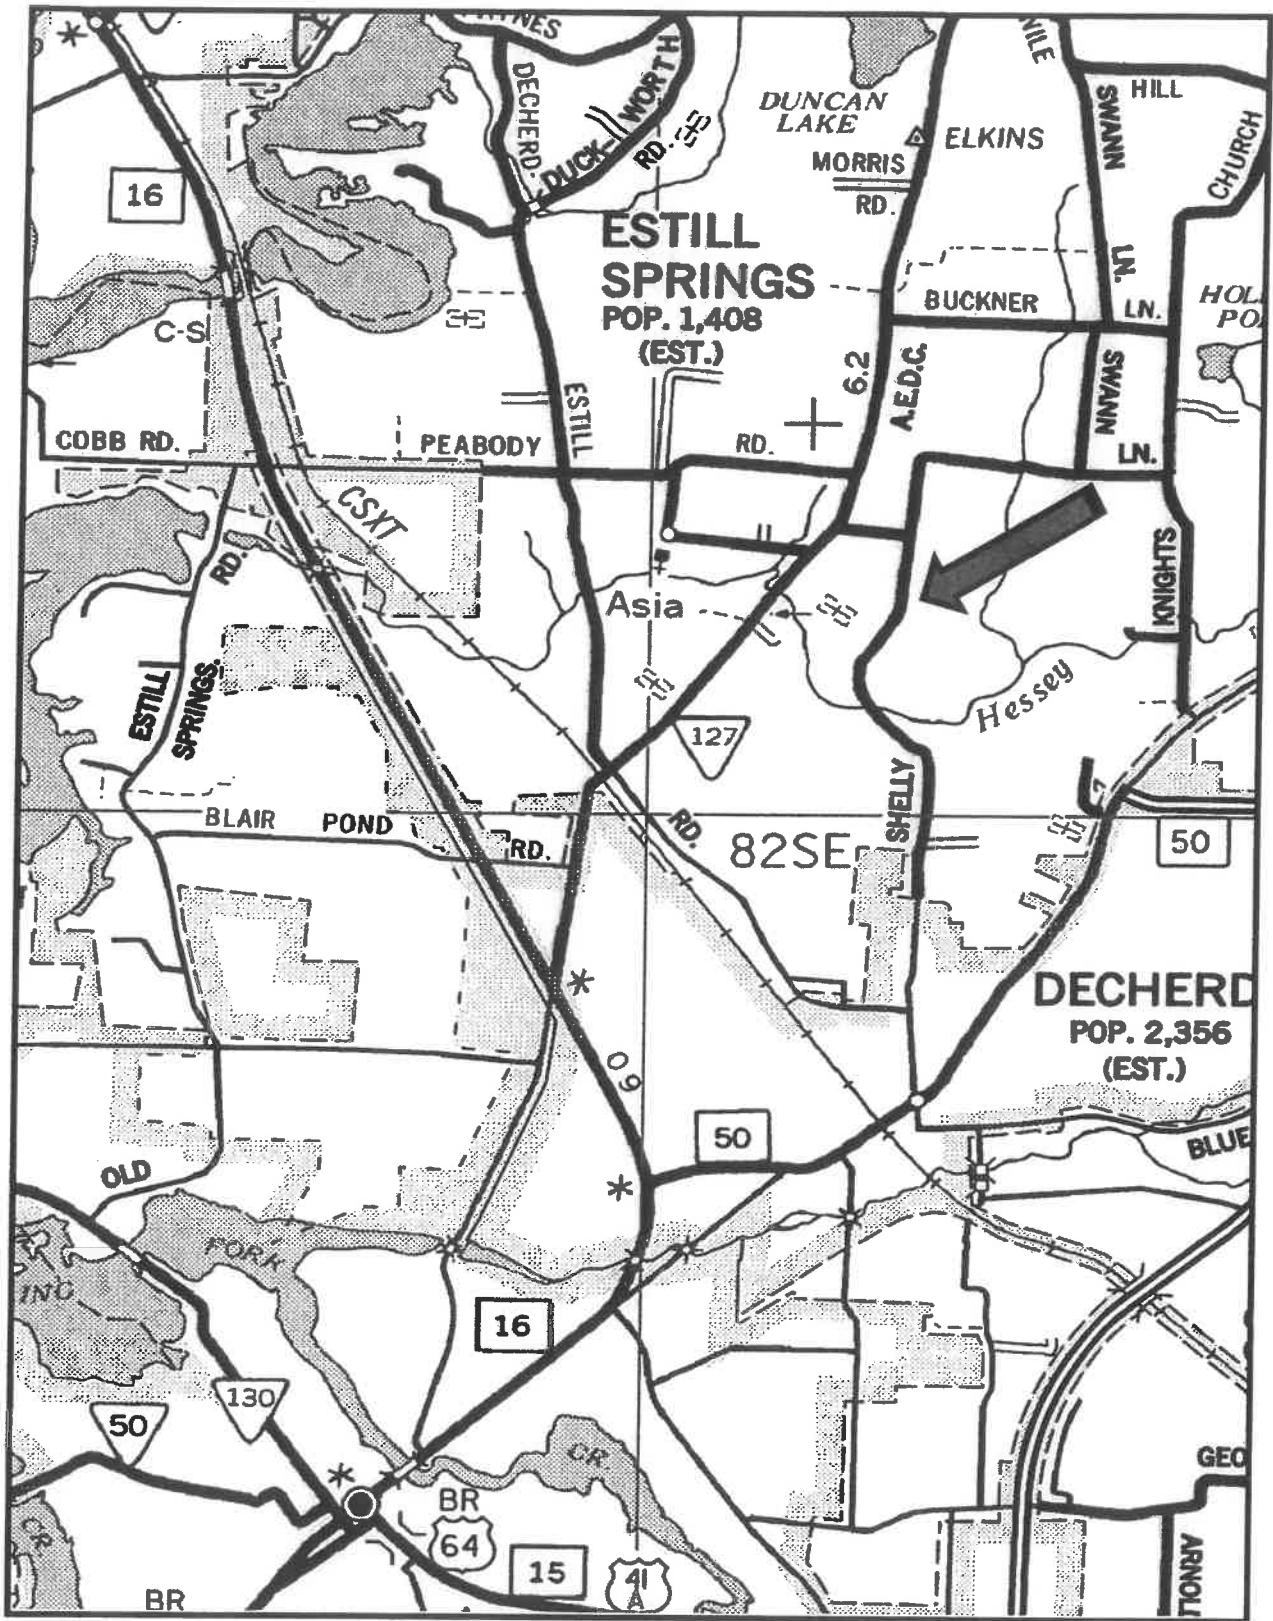 DECHERD.
DUCK-WORTH
RD.
DUNCAN
LAKE
ELKINS
MORRIS
RD.
HILL
SWANN
LN.
CHURCH
16
ESTILL
SPRINGS
POP. 1,408
(EST.)
BUCKNER
LN.
C-S
6.2
A.E.D.C.
SWANN
LN.
ESTILL
COBB RD.
PEABODY
RD.
CSXT
RD.
KNIGHTS
Asia
Hessey
ESTILL
SPRINGS.
127
SHELLY
BLAIR POND
RD.
RD.
82SE
50
DECHERD
POP. 2,356
(EST.)
09
50
BLUE
OLD
FORK
ING
16
130
50
CR
GEO
BR
64
CR
15
41
A
BR
ARNOL